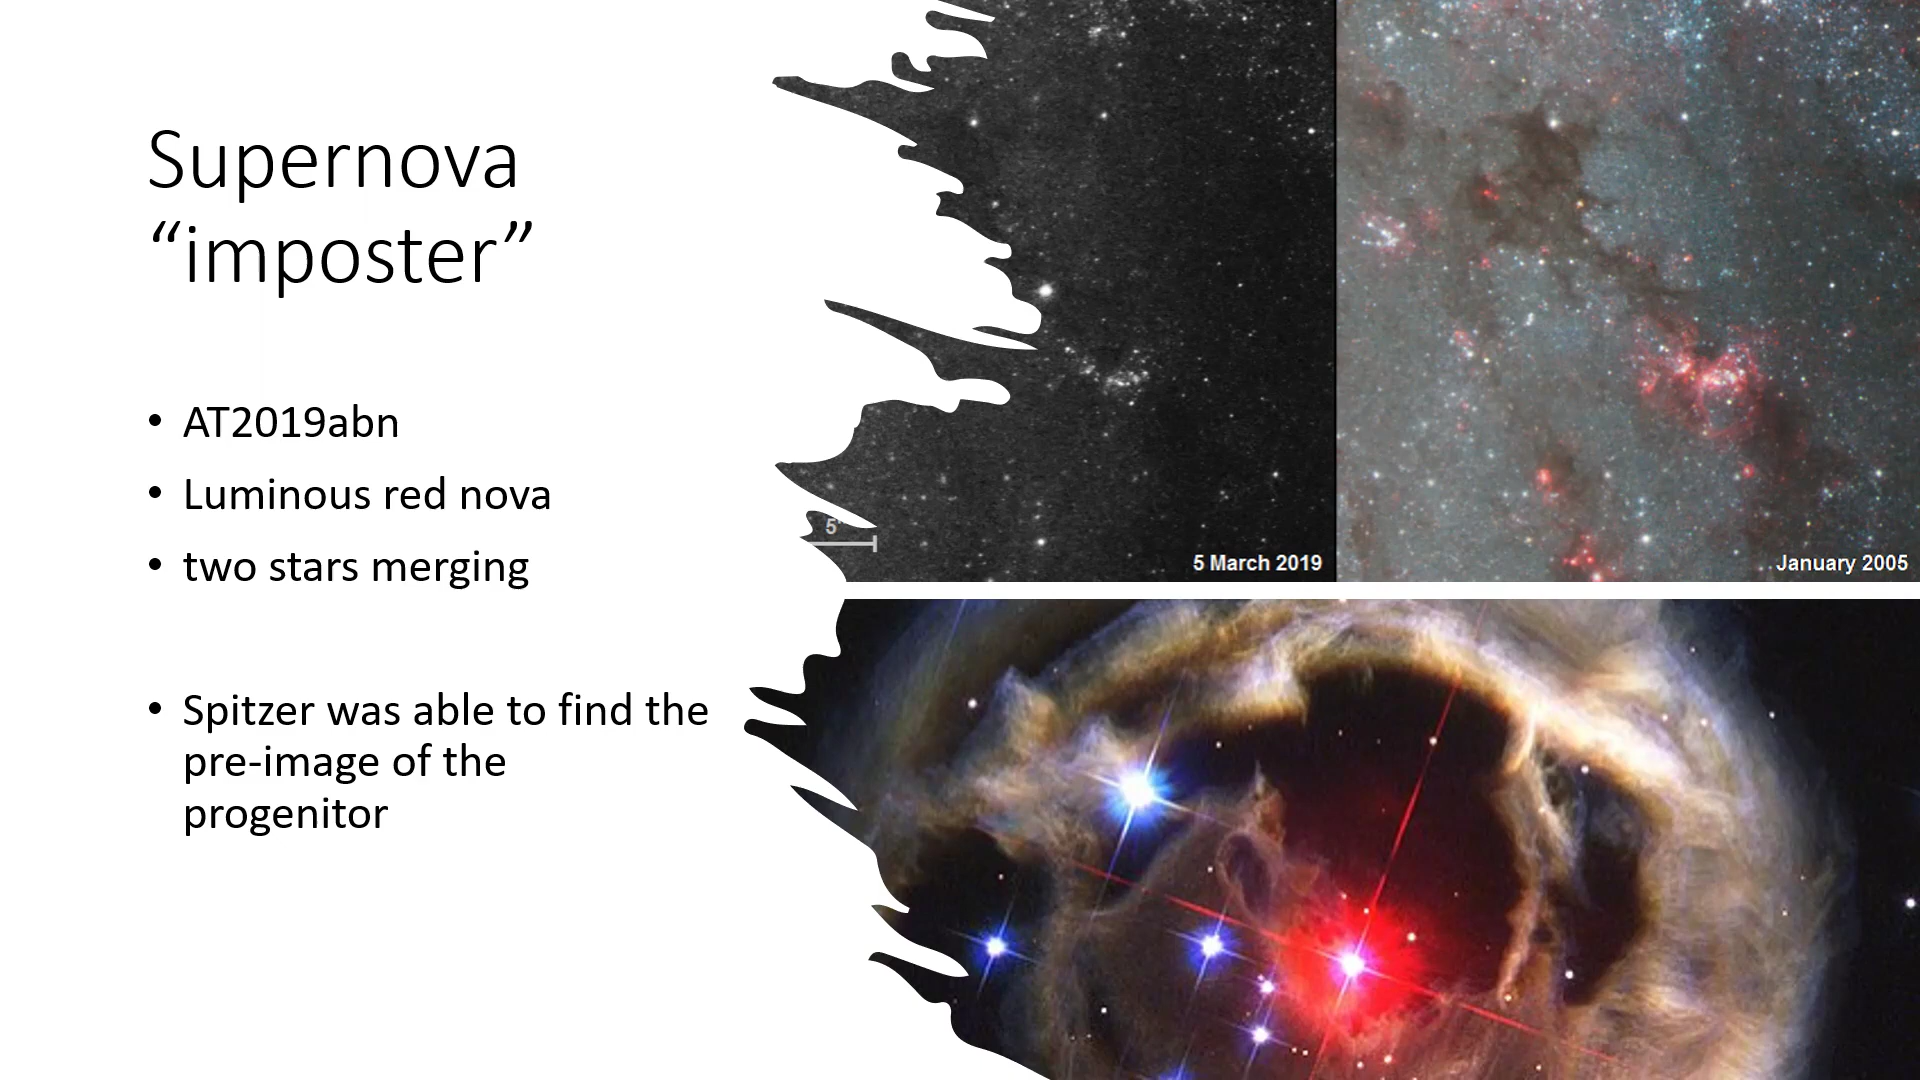 Supernova
“imposter”
• AT2019abn
• Luminous red nova
• two stars merging
• Spitzer was able to find the
pre-image of the
progenitor
5"
5 March 2019
January 2005